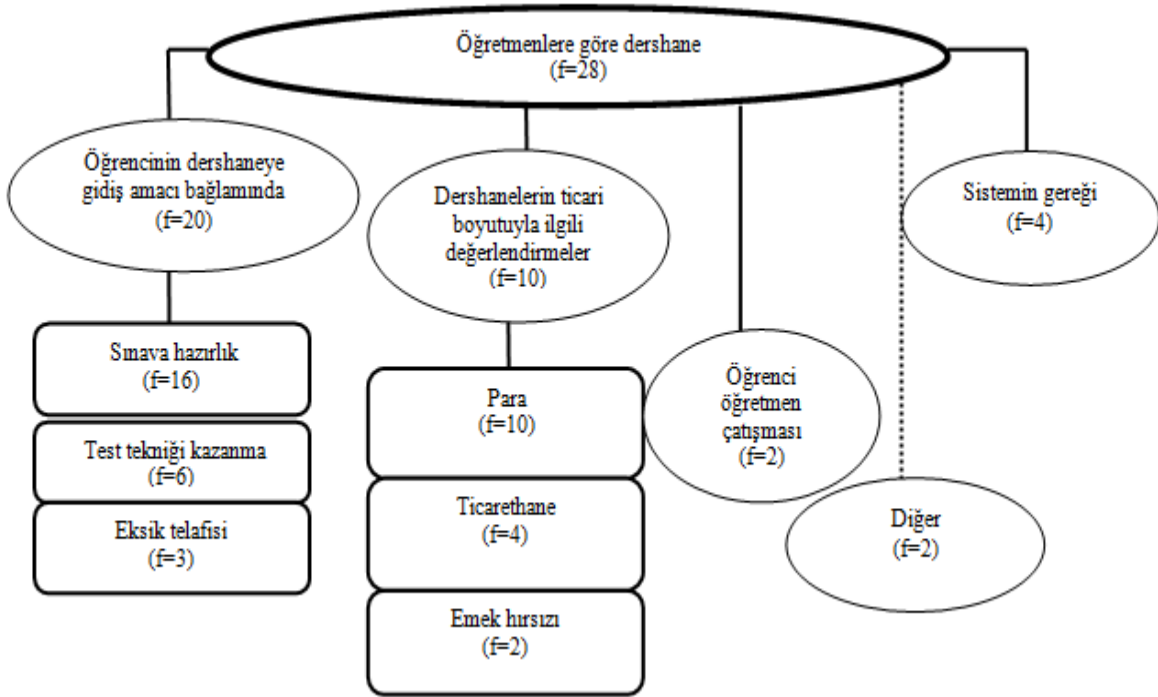 Öğretmenlere göre dershane
(f=28)
Öğrencinin dershaneye
gidiş amacı bağlamında
(f=20)
Sınava hazırlık
(f=16)
Test tekniği kazanma
(f=6)
Eksik telafisi
(f=3)
Dershanelerin ticari
boyutuyla ilgili
değerlendirmeler
(f=10)
Para
(f=10)
Ticarethane
(f=4)
Emek hırsızı
(f=2)
Öğrenci
öğretmen
çatışması
(f=2)
Diğer
(f=2)
Sistemin gereği
(f=4)